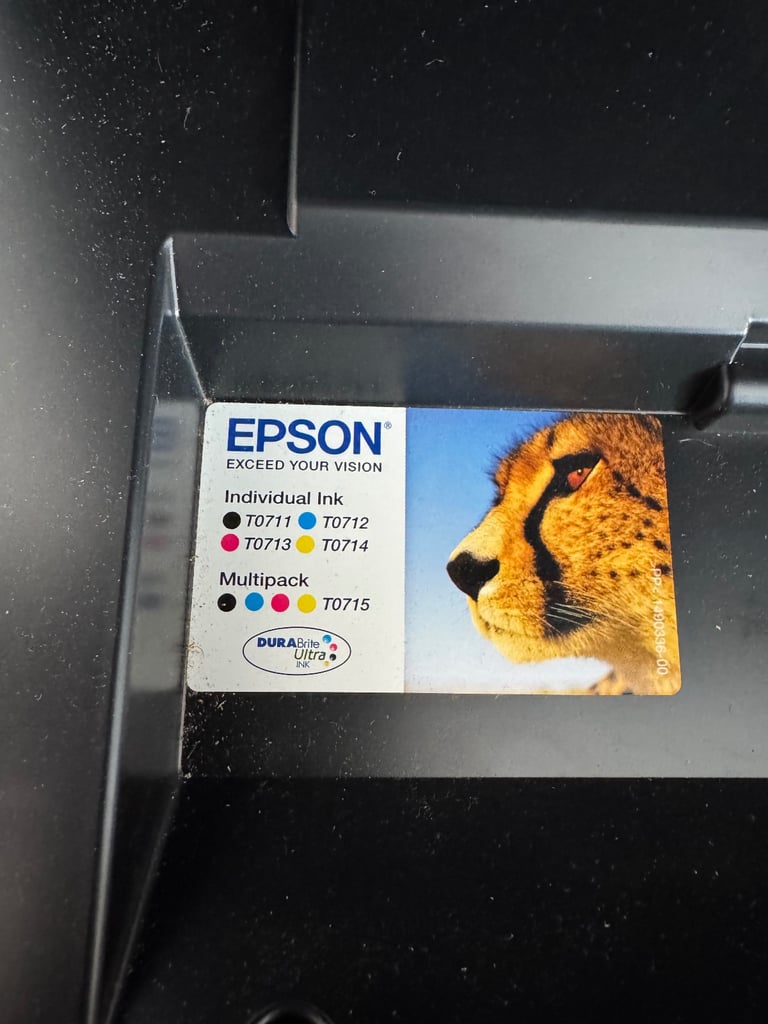 EPSON®
EXCEED YOUR VISION
Individual Ink
T0711 T0712
T0713 T0714
Multipack
T0715
DURABrite
Ultra
INK